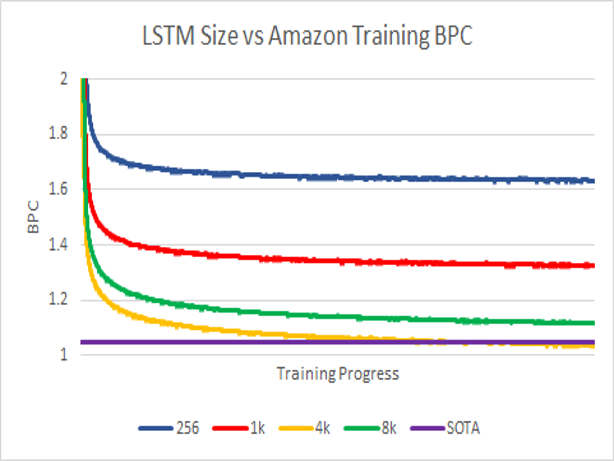 LSTM Size vs Amazon Training BPC
2
1.8
1.6
1.4
1.2
1
BPC
Training Progress
256 1k 4k 8k SOTA